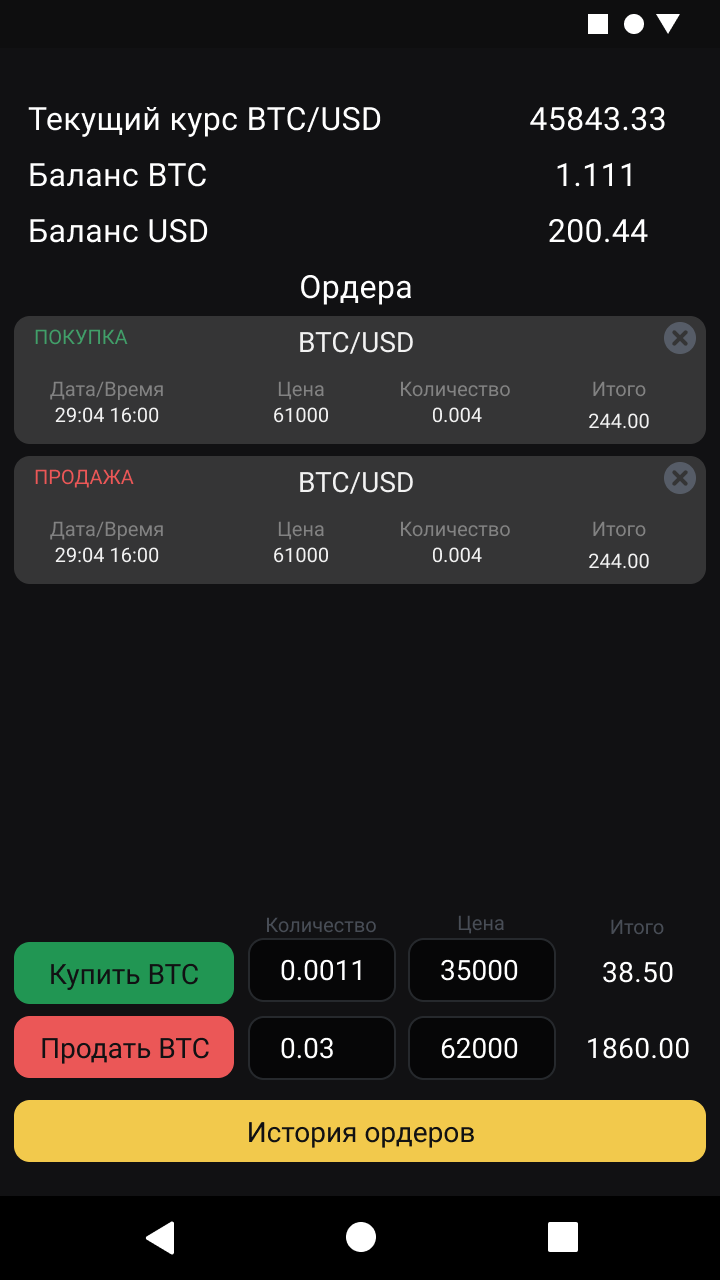 Текущий курс BTC/USD 45843.33
Баланс BTC 1.111
Баланс USD 200.44
Ордера
ПОКУПКА BTC/USD
Дата/Время Цена Количество Итого
29:04 16:00 61000 0.004 244.00
ПРОДАЖА BTC/USD
Дата/Время Цена Количество Итого
29:04 16:00 61000 0.004 244.00
Количество Цена Итого
Купить BTC 0.0011 35000 38.50
Продать BTC 0.03 62000 1860.00
История ордеров